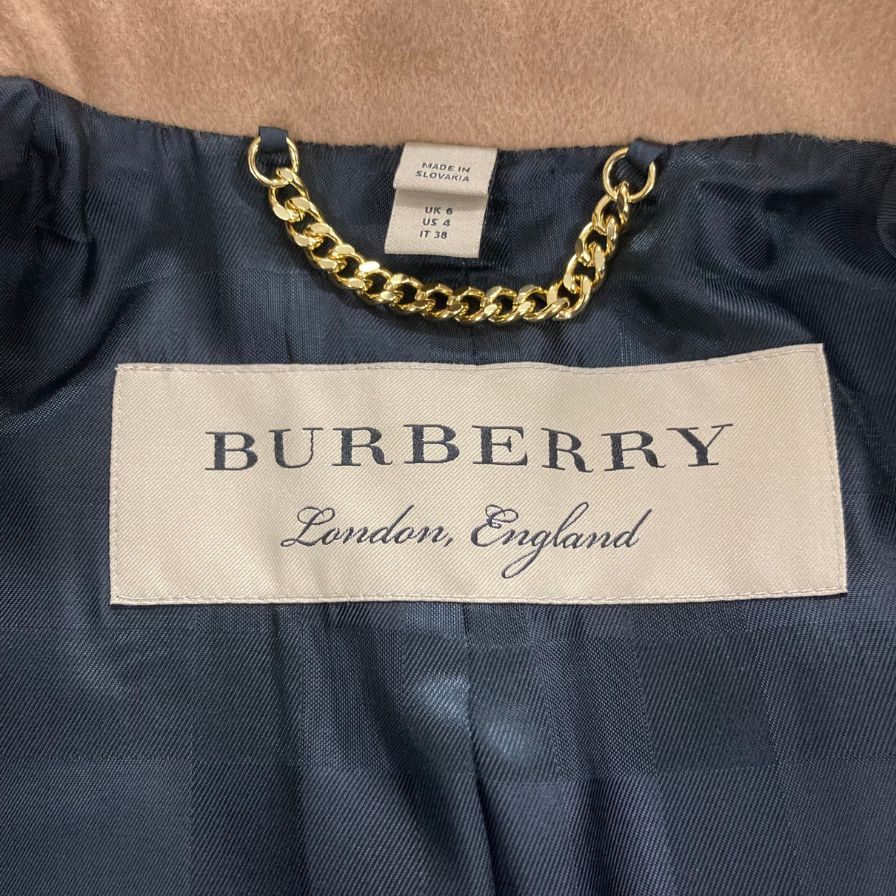 MADE IN
SLOVAKIA
UK 6
US 4
IT 38
BURBERRY
London, England